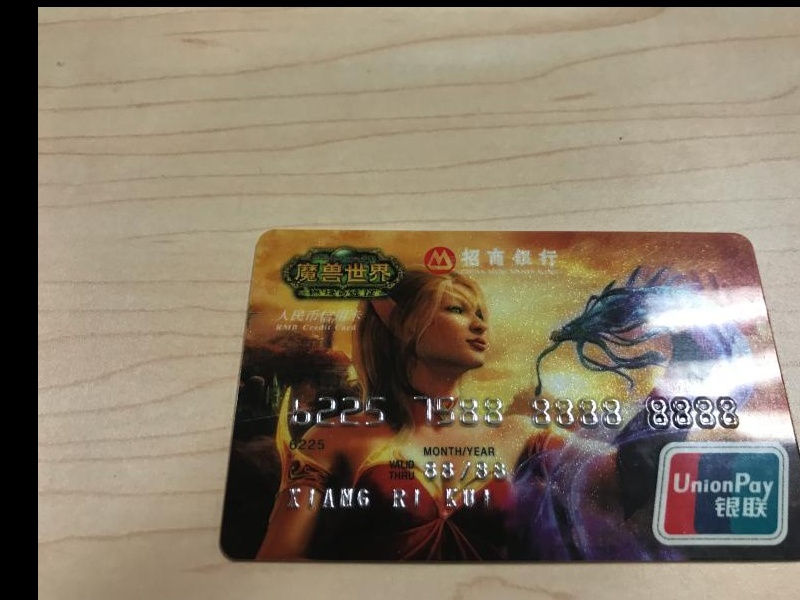 魔兽世界
招商银行
人民币信用卡
RMB Credit Card
6225 7588 8888 8888
6225
MONTH/YEAR
VALID THRU 88/88
XIANG RI KUI
UnionPay
银联